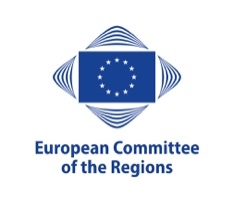 European Committee
of the Regions